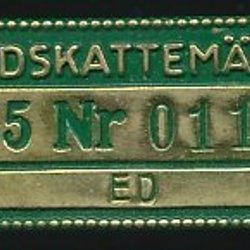 DSKATTEMÄ
5 Nr 011
ED